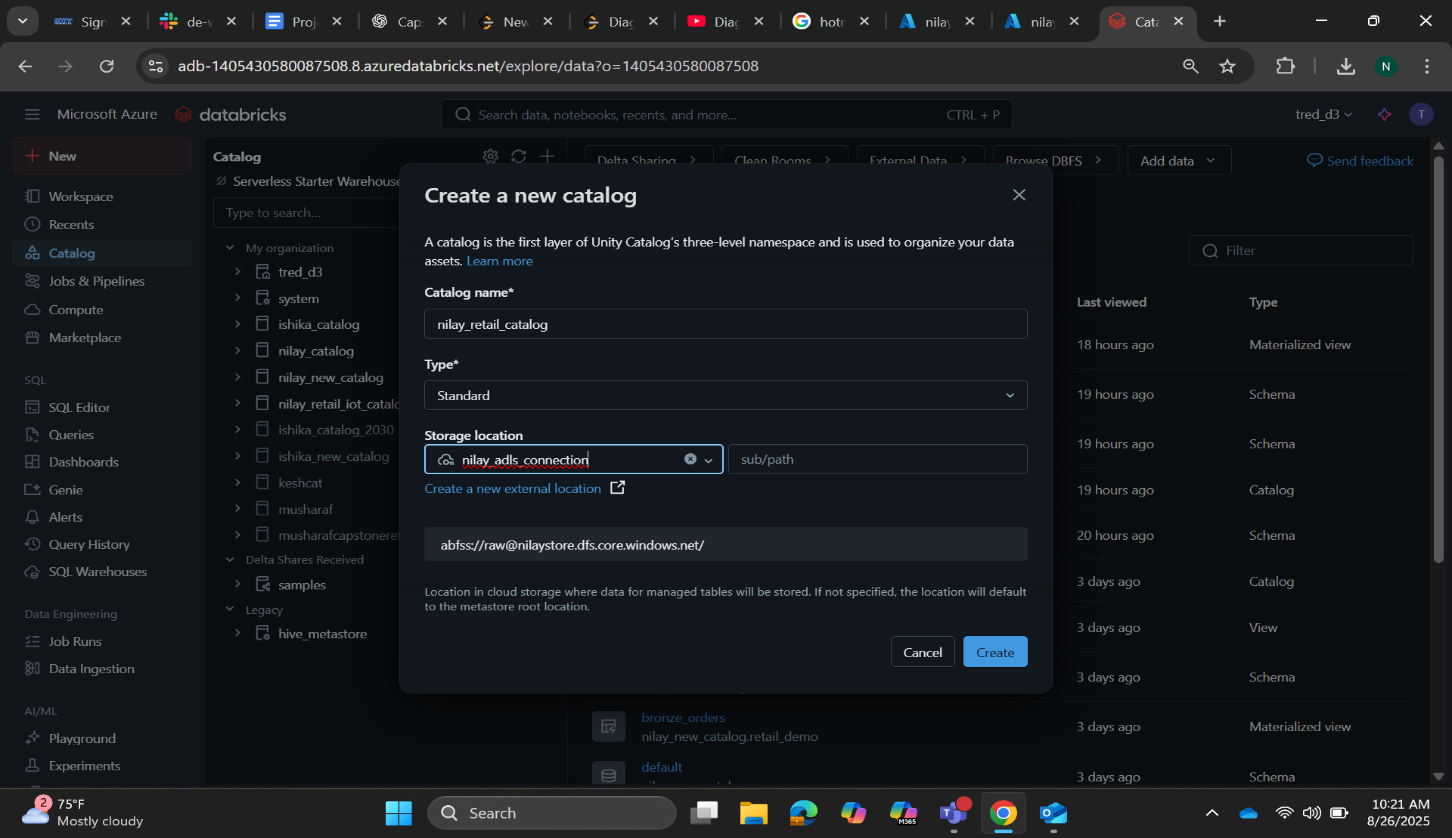 Sign
de-w
Proj
Cap
New
Diag
Diag
hotr
nilay
nilay
Cata
adb-1405430580087508.8.azuredatabricks.net/explore/data?o=1405430580087508
N
Microsoft Azure
databricks
Search data, notebooks, recents, and more...
CTRL + P
tred_d3
T
New
Workspace
Recents
Catalog
Jobs & Pipelines
Compute
Marketplace
SQL
SQL Editor
Queries
Dashboards
Genie
Alerts
Query History
SQL Warehouses
Data Engineering
Job Runs
Data Ingestion
AI/ML
Playground
Experiments
Catalog
Serverless Starter Warehouse
Type to search...
My organization
tred_d3
system
ishika_catalog
nilay_catalog
nilay_new_catalog
nilay_retail_iot_catalo
ishika_catalog_2030
ishika_new_catalog
keshcat
musharaf
musharafcapstoneret
Delta Shares Received
samples
Legacy
hive_metastore
Delta Sharing
Clean Rooms
External Data
Browse DBFS
Add data
Send feedback
Filter
Last viewed
Type
18 hours ago
Materialized view
19 hours ago
Schema
19 hours ago
Schema
19 hours ago
Catalog
20 hours ago
Schema
3 days ago
Catalog
3 days ago
View
3 days ago
Schema
bronze_orders
nilay_new_catalog.retail_demo
3 days ago
Materialized view
default
3 days ago
Schema
Create a new catalog
A catalog is the first layer of Unity Catalog's three-level namespace and is used to organize your data
assets. Learn more
Catalog name*
nilay_retail_catalog
Type*
Standard
Storage location
nilay_adls_connection
sub/path
Create a new external location
abfss://raw@nilaystore.dfs.core.windows.net/
Location in cloud storage where data for managed tables will be stored. If not specified, the location will default
to the metastore root location.
Cancel
Create
2
75°F
Mostly cloudy
Search
M365
10:21 AM
8/26/2025